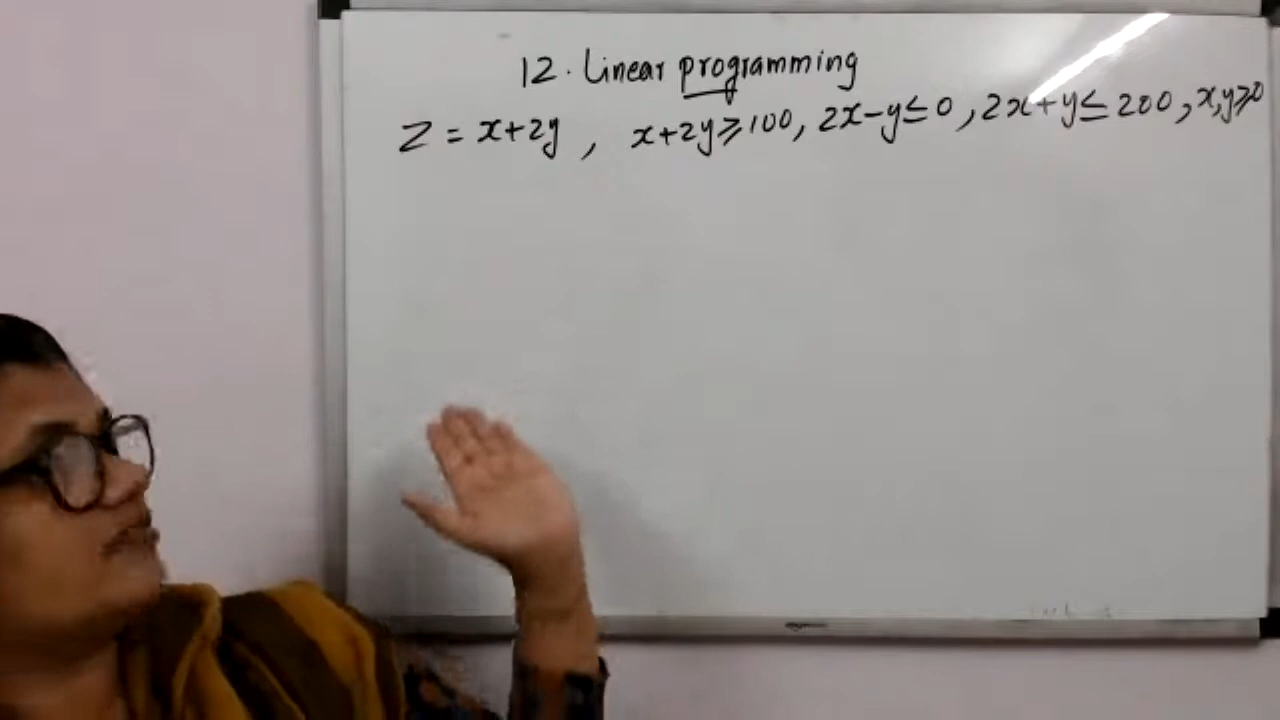 12. Linear programming
Z = x+2y , x+2y⩾100, 2x-y≤0, 2x+y≤200, x,y⩾0